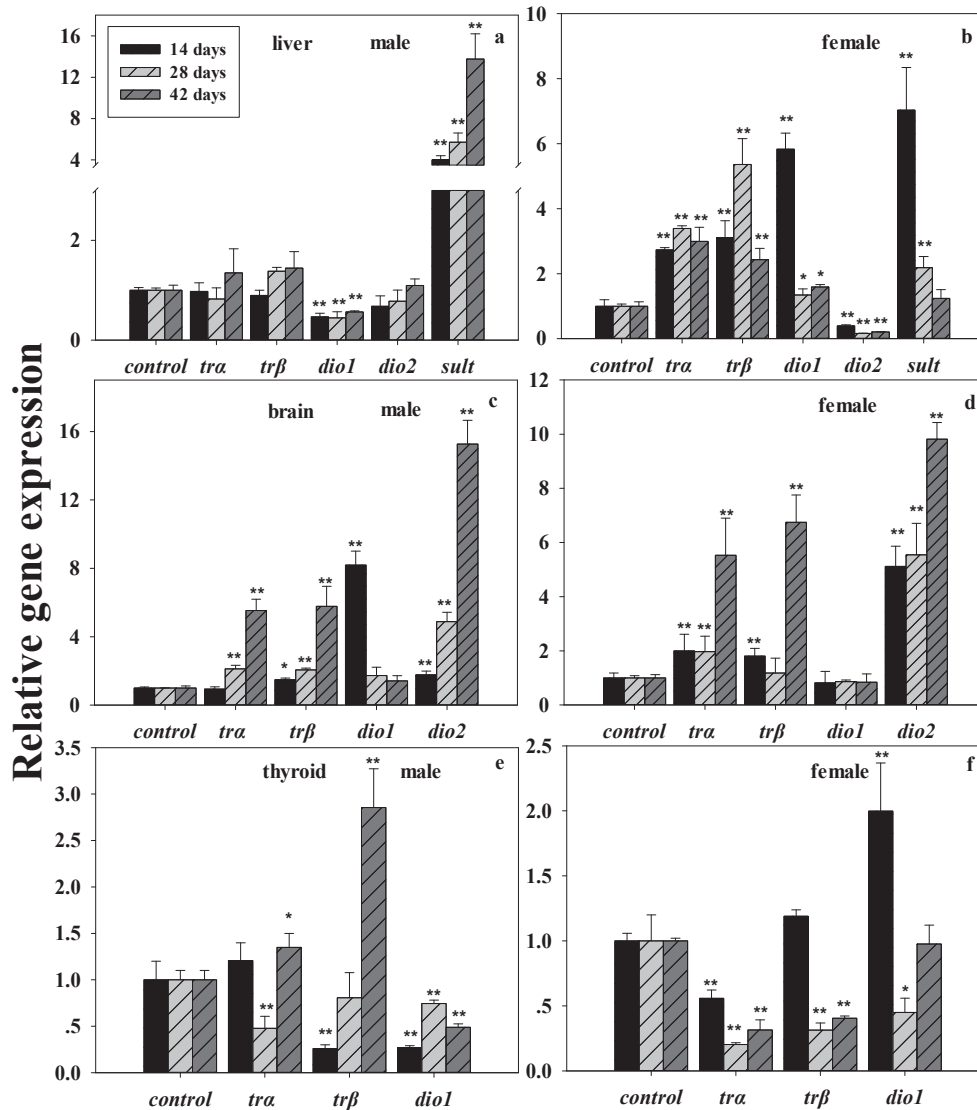 Relative gene expression
liver male a
14 days
28 days
42 days
16
12
8
4
2
0
** ** **
** ** **
control trα trβ dio1 dio2 sult
female b
10
8
6
4
2
0
** ** **
** ** **
** * *
** ** **
** **
control trα trβ dio1 dio2 sult
brain male c
16
12
8
4
0
** **
* ** **
**
** ** **
control trα trβ dio1 dio2
female d
12
10
8
6
4
2
0
** ** **
** **
** ** **
control trα trβ dio1 dio2
thyroid male e
3.5
3.0
2.5
2.0
1.5
1.0
.5
0.0
** *
** **
** ** **
control trα trβ dio1
female f
2.5
2.0
1.5
1.0
.5
0.0
** ** **
** **
** *
control trα trβ dio1